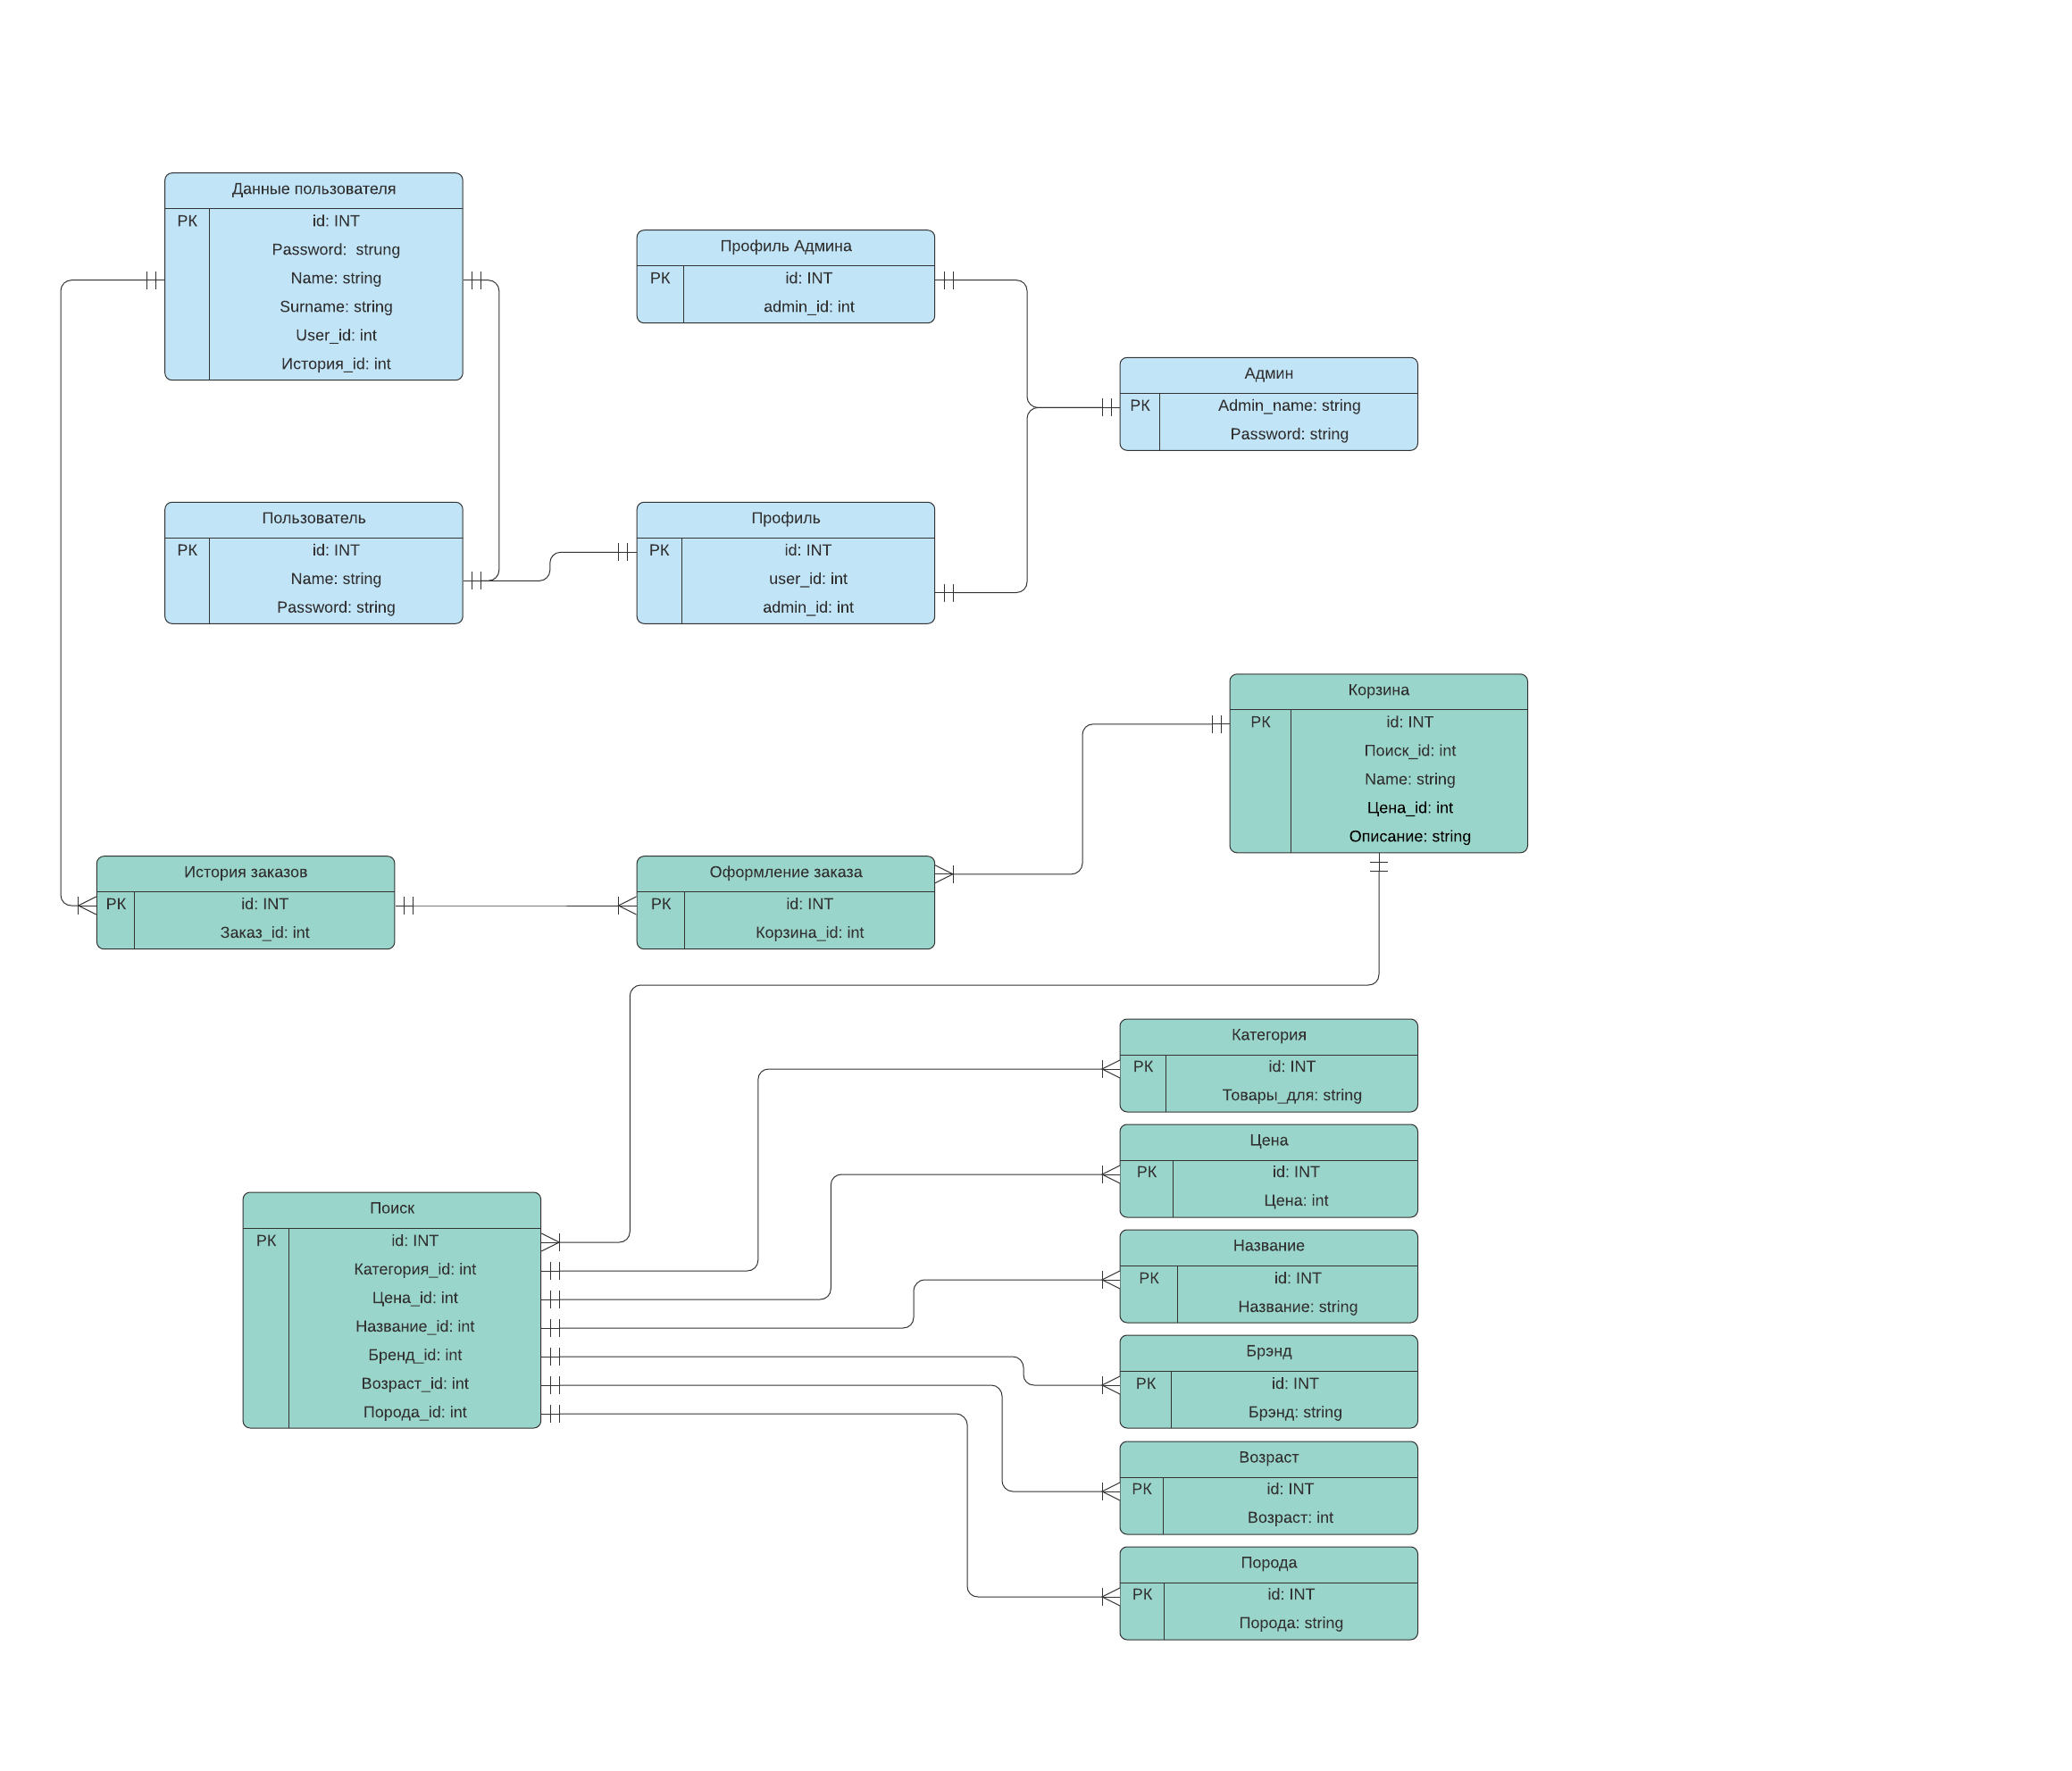 Данные пользователя
PK id: INT
Password: strung
Name: string
Surname: string
User_id: int
История_id: int
Профиль Админа
PK id: INT
admin_id: int
Админ
PK Admin_name: string
Password: string
Пользователь
PK id: INT
Name: string
Password: string
Профиль
PK id: INT
user_id: int
admin_id: int
Корзина
PK id: INT
Поиск_id: int
Name: string
Цена_id: int
Описание: string
История заказов
PK id: INT
Заказ_id: int
Оформление заказа
PK id: INT
Корзина_id: int
Категория
PK id: INT
Товары_для: string
Цена
PK id: INT
Цена: int
Поиск
PK id: INT
Категория_id: int
Цена_id: int
Название_id: int
Бренд_id: int
Возраст_id: int
Порода_id: int
Название
PK id: INT
Название: string
Брэнд
PK id: INT
Брэнд: string
Возраст
PK id: INT
Возраст: int
Порода
PK id: INT
Порода: string